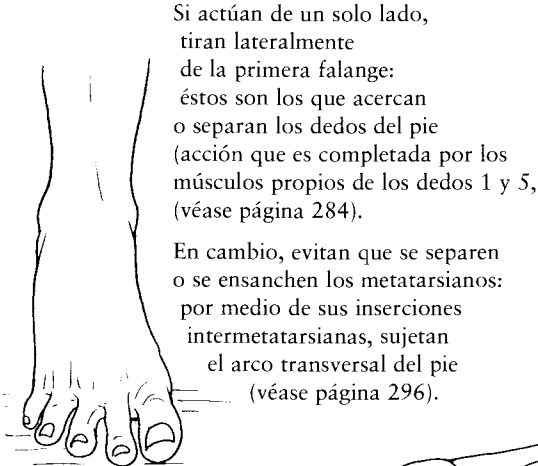 Si actúan de un solo lado,
tiran lateralmente
de la primera falange:
éstos son los que acercan
o separan los dedos del pie
(acción que es completada por los
músculos propios de los dedos 1 y 5,
(véase página 284).
En cambio, evitan que se separen
o se ensanchen los metatarsianos:
por medio de sus inserciones
intermetatarsianas, sujetan
el arco transversal del pie
(véase página 296).